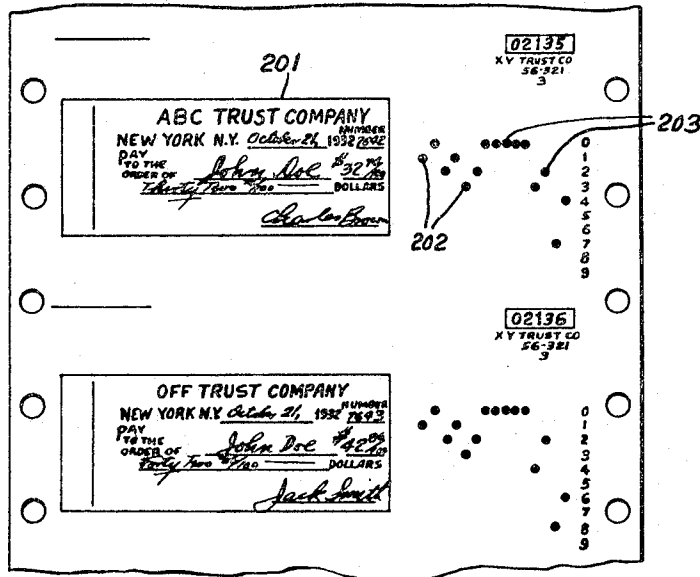 201
02135
XY TRUST CO
56-321
3
ABC TRUST COMPANY
NEW YORK N.Y. October 21, 1932 NUMBER 7642
PAY
TO THE
ORDER OF John Doe $32 74/100
Thirty Two 74/100 DOLLARS
Charles Brown
202
203
0
1
2
3
4
5
6
7
8
9
02136
XY TRUST CO
56-321
3
OFF TRUST COMPANY
NEW YORK N.Y. October 21, 1932 NUMBER 7643
PAY
TO THE
ORDER OF John Doe $42 86/100
Forty Two 86/100 DOLLARS
Jack Smith
0
1
2
3
4
5
6
7
8
9